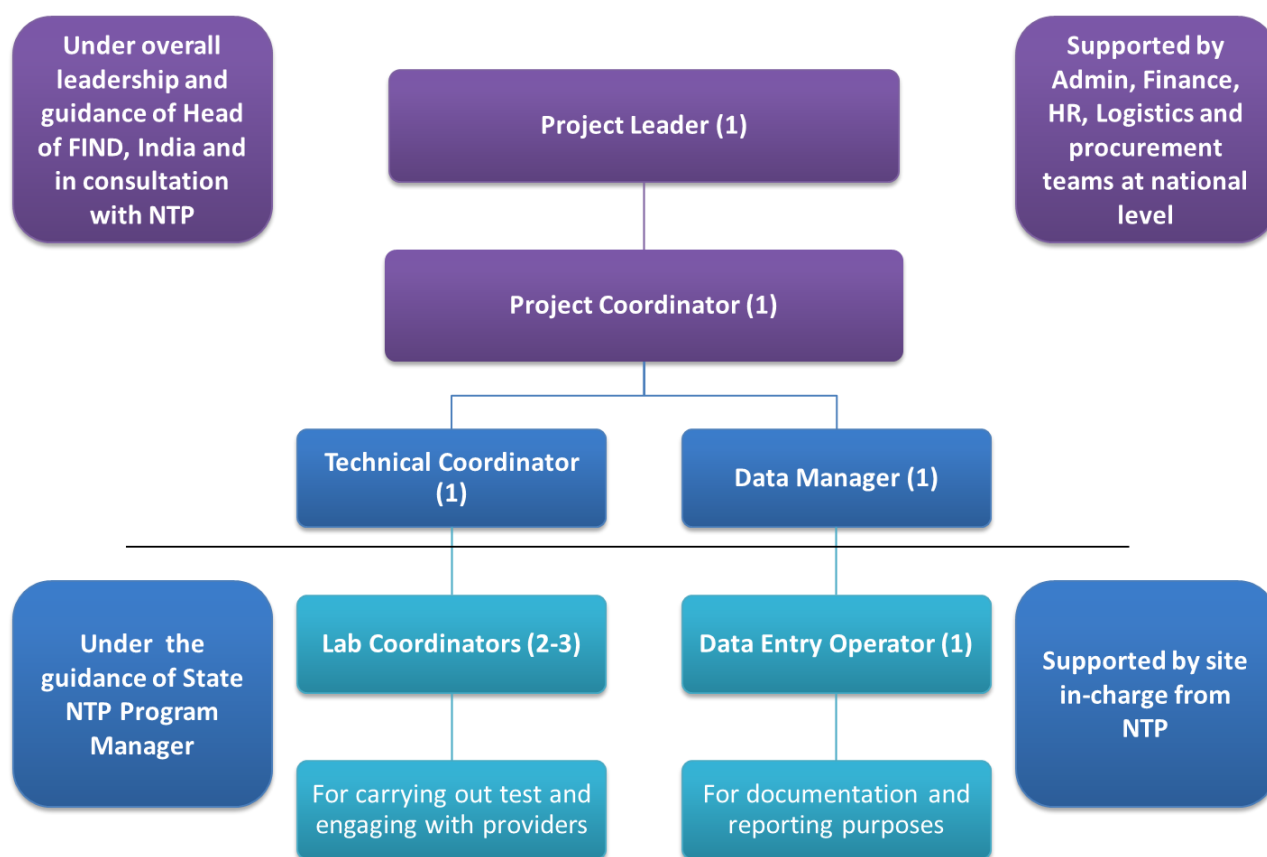 Under overall
leadership and
guidance of Head
of FIND, India and
in consultation
with NTP
Project Leader (1)
Supported by
Admin, Finance,
HR, Logistics and
procurement
teams at national
level
Project Coordinator (1)
Technical Coordinator
(1)
Data Manager (1)
Under the
guidance of State
NTP Program
Manager
Lab Coordinators (2-3)
Data Entry Operator (1)
Supported by site
in-charge from
NTP
For carrying out test and
engaging with providers
For documentation and
reporting purposes